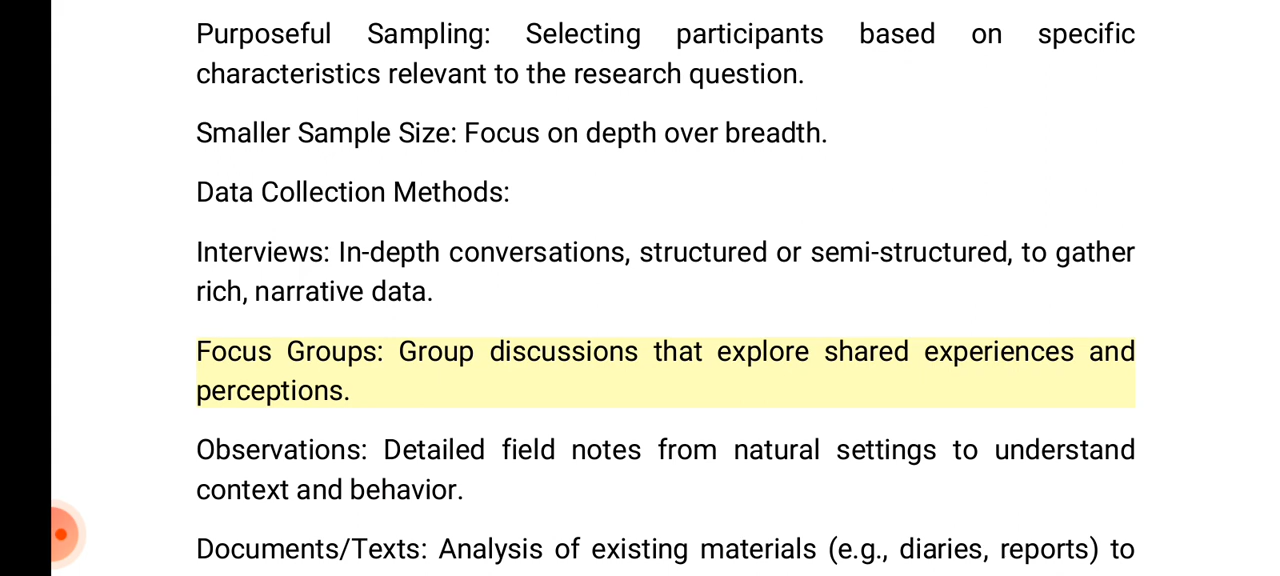 Purposeful Sampling: Selecting participants based on specific
characteristics relevant to the research question.
Smaller Sample Size: Focus on depth over breadth.
Data Collection Methods:
Interviews: In-depth conversations, structured or semi-structured, to gather
rich, narrative data.
Focus Groups: Group discussions that explore shared experiences and
perceptions.
Observations: Detailed field notes from natural settings to understand
context and behavior.
Documents/Texts: Analysis of existing materials (e.g., diaries, reports) to